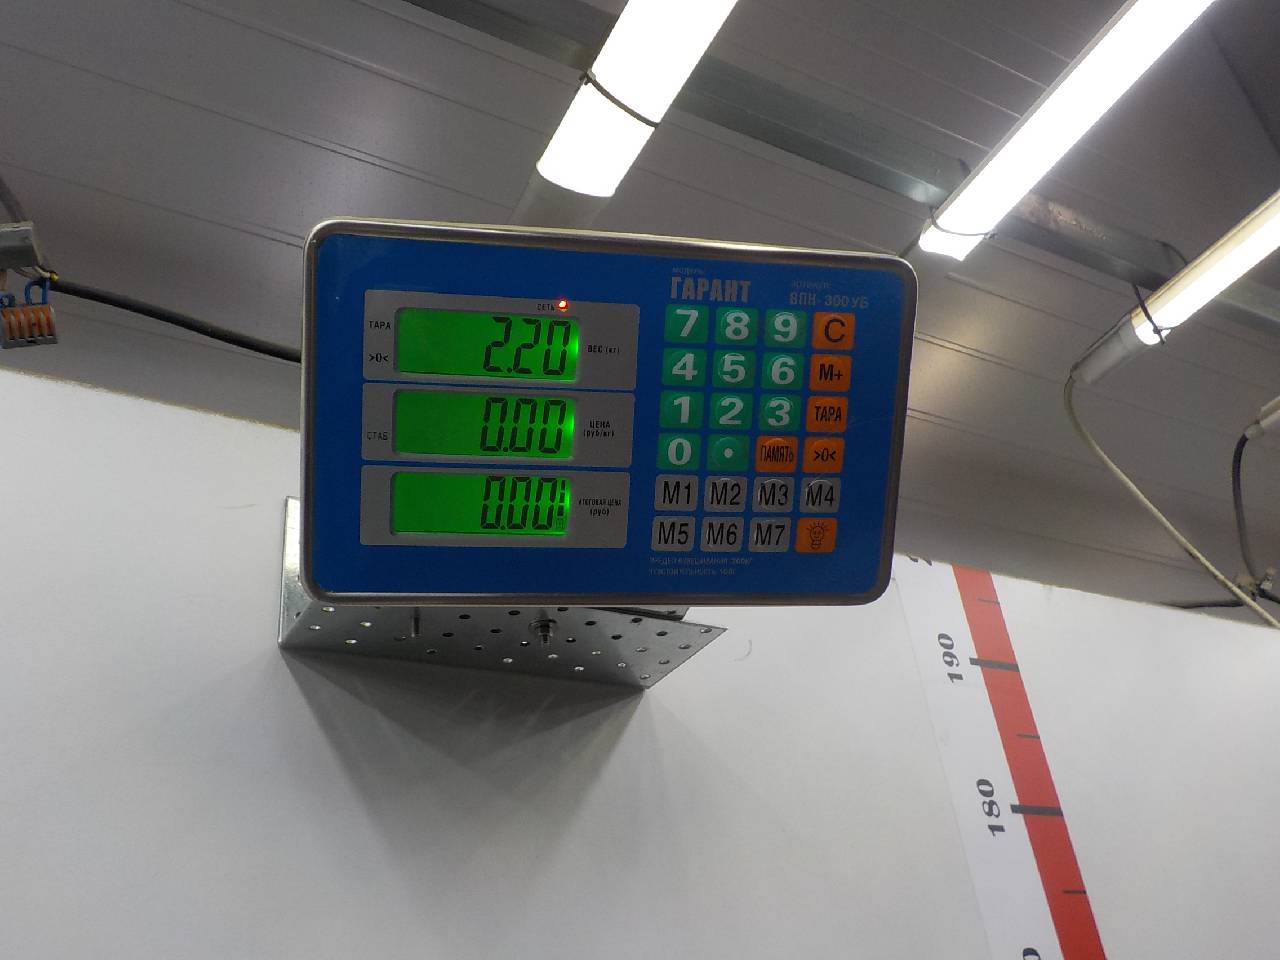 МОДЕЛЬ:
ГАРАНТ
АРТИКУЛ:
ВПН-300УБ
СЕТЬ
ТАРА
>0<
2.20
ВЕС (кг)
СТАБ
0.00
ЦЕНА
(руб/кг)
0.00
ИТОГОВАЯ ЦЕНА
(руб)
7 8 9 C
4 5 6 M+
1 2 3 ТАРА
0 . ПАМЯТЬ >0<
M1 M2 M3 M4
M5 M6 M7
190
180